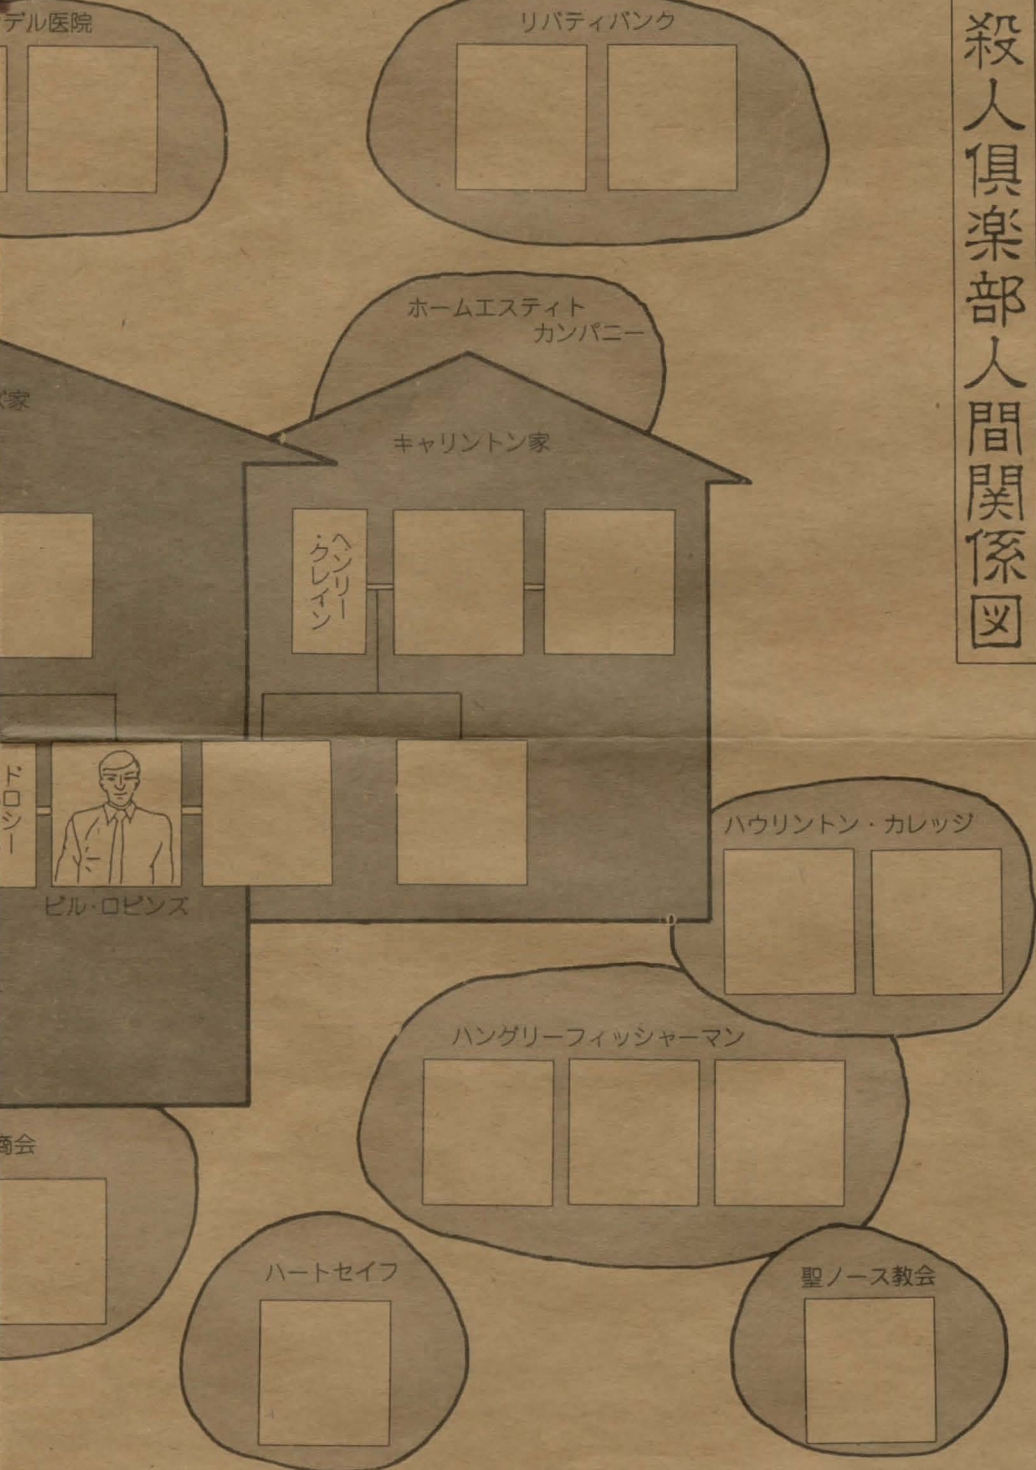 殺人倶楽部人間関係図
デル医院
リバティバンク
ホームエスティト
カンパニー
家
キャリントン家
ヘンリー
・クレイン
ドロシー
ビル・ロビンズ
ハウリントン・カレッジ
ハングリーフィッシャーマン
商会
ハートセイフ
聖ノース教会